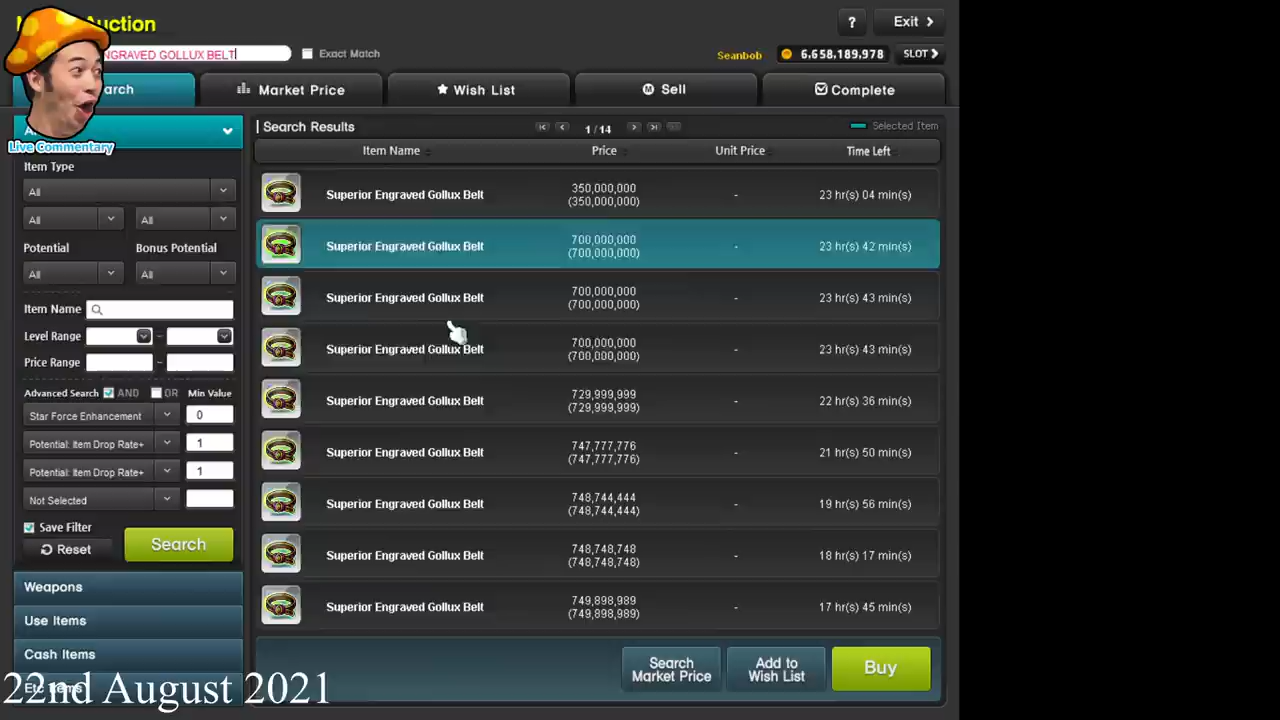 uction
? Exit >
NGRAVED GOLLUX BELT
Exact Match
Seanbob 6,658,189,978 SLOT >
arch Market Price Wish List Sell Complete
Live Commentary
Search Results 1 / 14 Selected Item
Item Name Price Unit Price Time Left
Item Type
All
All All
Potential Bonus Potential
All All
Item Name
Level Range -
Price Range -
Advanced Search AND OR Min Value
Star Force Enhancement 0
Potential: Item Drop Rate+ 1
Potential: Item Drop Rate+ 1
Not Selected
Save Filter
Reset Search
Weapons
Use Items
Cash Items
Etc Items
Superior Engraved Gollux Belt 350,000,000 - 23 hr(s) 04 min(s)
(350,000,000)
Superior Engraved Gollux Belt 700,000,000 - 23 hr(s) 42 min(s)
(700,000,000)
Superior Engraved Gollux Belt 700,000,000 - 23 hr(s) 43 min(s)
(700,000,000)
Superior Engraved Gollux Belt 700,000,000 - 23 hr(s) 43 min(s)
(700,000,000)
Superior Engraved Gollux Belt 729,999,999 - 22 hr(s) 36 min(s)
(729,999,999)
Superior Engraved Gollux Belt 747,777,776 - 21 hr(s) 50 min(s)
(747,777,776)
Superior Engraved Gollux Belt 748,744,444 - 19 hr(s) 56 min(s)
(748,744,444)
Superior Engraved Gollux Belt 748,748,748 - 18 hr(s) 17 min(s)
(748,748,748)
Superior Engraved Gollux Belt 749,898,989 - 17 hr(s) 45 min(s)
(749,898,989)
Search Market Price Add to Wish List Buy
22nd August 2021